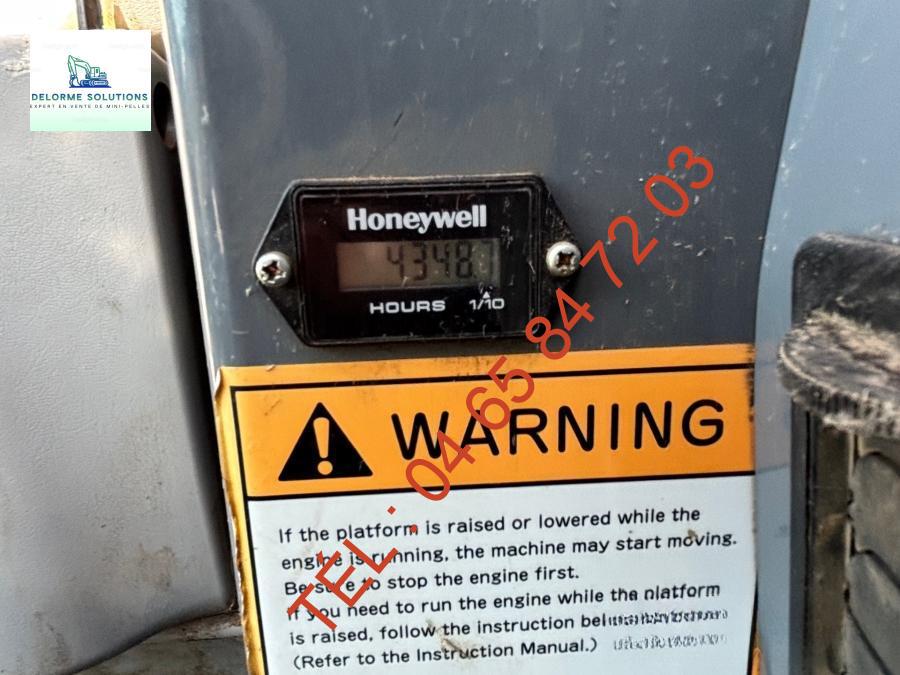 DELORME SOLUTIONS
EXPERT EN VENTE DE MINI-PELLES
Honeywell
4348.7
HOURS 1/10
TEL : 04 65 84 72 03
WARNING
If the platform is raised or lowered while the
engine is running, the machine may start moving.
Be sure to stop the engine first.
If you need to run the engine while the platform
is raised, follow the instruction
(Refer to the Instruction Manual.)